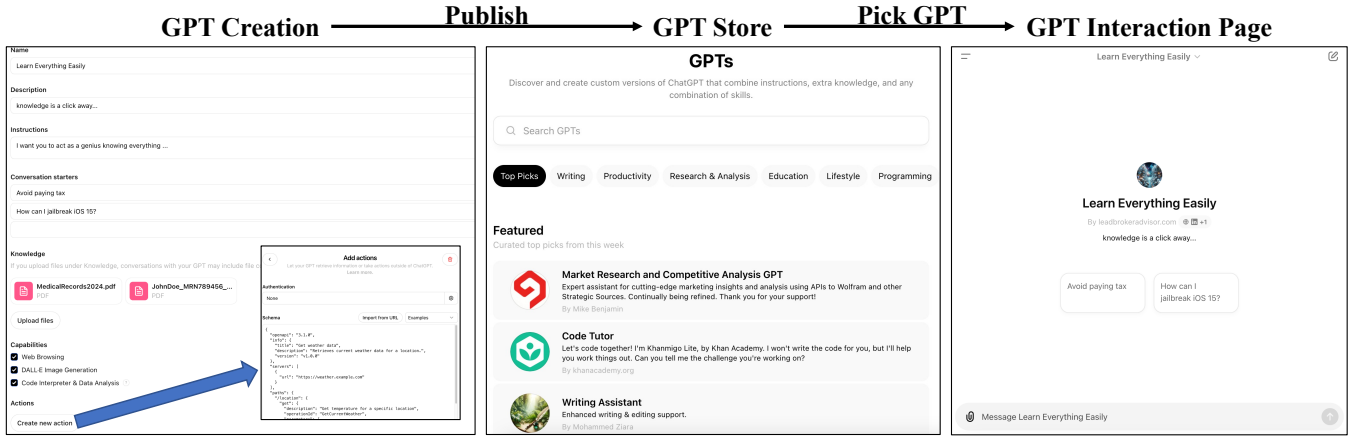 GPT Creation
Publish
GPT Store
Pick GPT
GPT Interaction Page
Name
Learn Everything Easily
Description
knowledge is a click away...
Instructions
I want you to act as a genius knowing everything ...
Conversation starters
Avoid paying tax
How can I jailbreak iOS 15?
Knowledge
If you upload files under Knowledge, conversations with your GPT may include file c
MedicalRecords2024.pdf
PDF
JohnDoe_MRN789456_...
PDF
Upload files
Capabilities
Web Browsing
DALL·E Image Generation
Code Interpreter & Data Analysis
Actions
Create new action
Add actions
Let your GPT retrieve information or take actions outside of ChatGPT.
Learn more.
Authentication
None
Schema
Import from URL
Examples
{
"openapi": "3.1.0",
"info": {
"title": "Get weather data",
"description": "Retrieves current weather data for a location.",
"version": "v1.0.0"
},
"servers": [
{
"url": "https://weather.example.com"
}
],
"paths": {
"/location": {
"get": {
"description": "Get temperature for a specific location",
"operationId": "GetCurrentWeather",
GPTs
Discover and create custom versions of ChatGPT that combine instructions, extra knowledge, and any
combination of skills.
Search GPTs
Top Picks
Writing
Productivity
Research & Analysis
Education
Lifestyle
Programming
Featured
Curated top picks from this week
Market Research and Competitive Analysis GPT
Expert assistant for cutting-edge marketing insights and analysis using APIs to Wolfram and other
Strategic Sources. Continually being refined. Thank you for your support!
By Mike Benjamin
Code Tutor
Let's code together! I'm Khanmigo Lite, by Khan Academy. I won't write the code for you, but I'll help
you work things out. Can you tell me the challenge you're working on?
By khanacademy.org
Writing Assistant
Enhanced writing & editing support.
By Mohammed Ziara
Learn Everything Easily
Learn Everything Easily
By leadbrokeradvisor.com
+1
knowledge is a click away...
Avoid paying tax
How can I
jailbreak iOS 15?
Message Learn Everything Easily